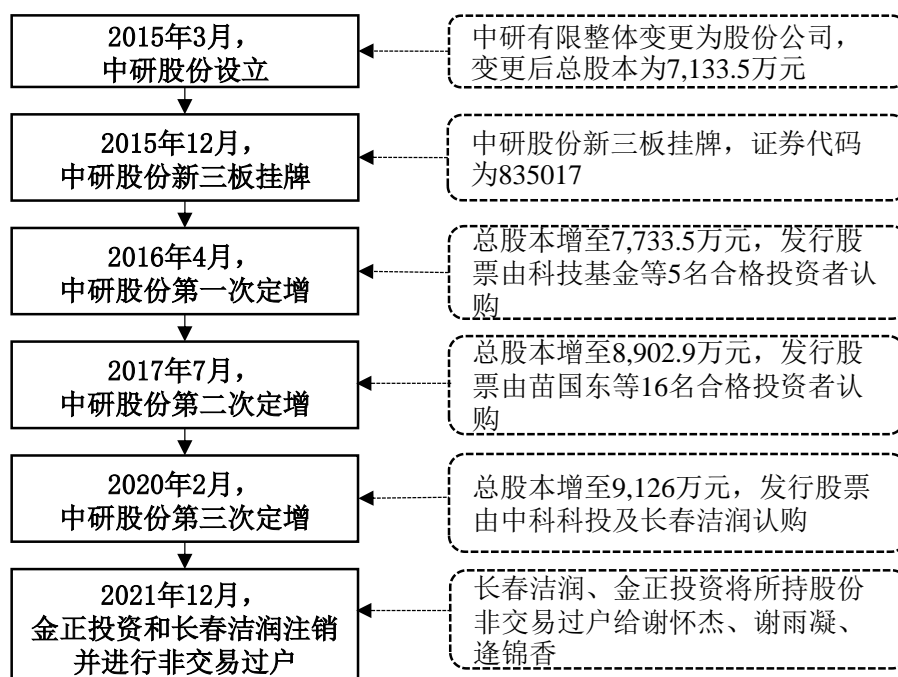 2015年3月，
中研股份设立
中研有限整体变更为股份公司，
变更后总股本为7,133.5万元
2015年12月，
中研股份新三板挂牌
中研股份新三板挂牌，证券代码
为835017
2016年4月，
中研股份第一次定增
总股本增至7,733.5万元，发行股
票由科技基金等5名合格投资者认
购
2017年7月，
中研股份第二次定增
总股本增至8,902.9万元，发行股
票由苗国东等16名合格投资者认
购
2020年2月，
中研股份第三次定增
总股本增至9,126万元，发行股票
由中科科投及长春洁润认购
2021年12月，
金正投资和长春洁润注销
并进行非交易过户
长春洁润、金正投资将所持股份
非交易过户给谢怀杰、谢雨凝、
逄锦香